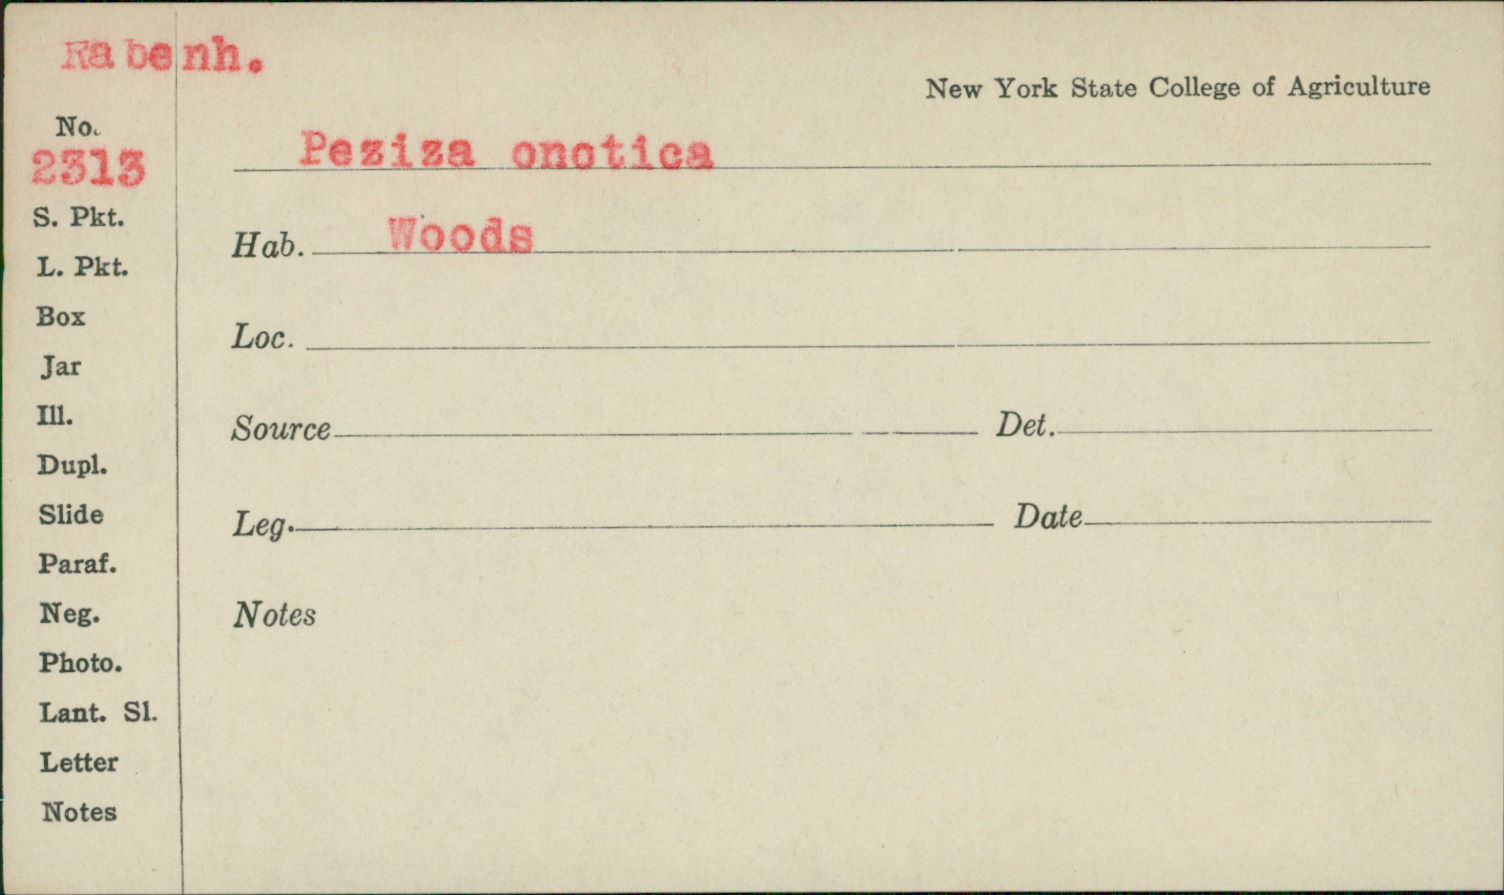 Rabenh.
New York State College of Agriculture
No.
2313
Peziza onotica
S. Pkt.
Hab. Woods
L. Pkt.
Box
Loc.
Jar
Ill.
Source Det.
Dupl.
Slide
Leg. Date
Paraf.
Neg.
Notes
Photo.
Lant. Sl.
Letter
Notes